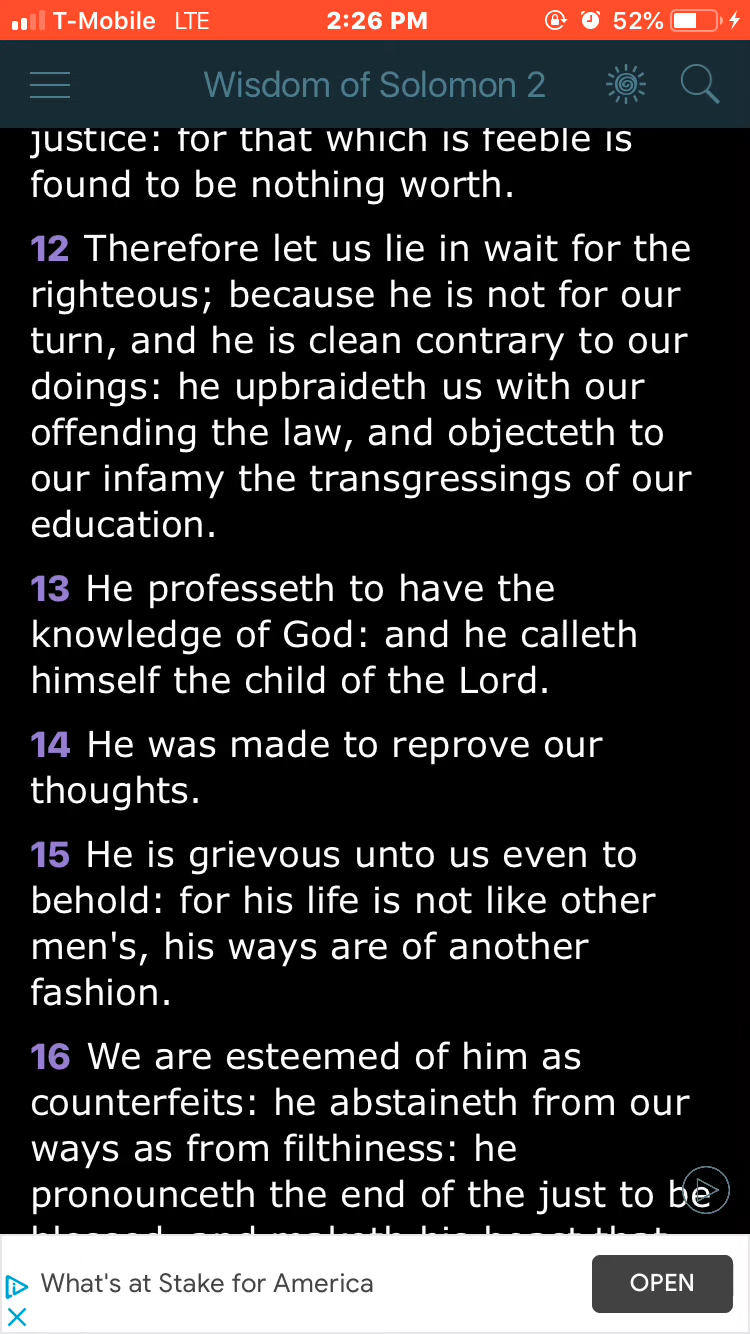 T-Mobile LTE 2:26 PM 52%
Wisdom of Solomon 2
justice: for that which is feeble is
found to be nothing worth.
12 Therefore let us lie in wait for the
righteous; because he is not for our
turn, and he is clean contrary to our
doings: he upbraideth us with our
offending the law, and objecteth to
our infamy the transgressings of our
education.
13 He professeth to have the
knowledge of God: and he calleth
himself the child of the Lord.
14 He was made to reprove our
thoughts.
15 He is grievous unto us even to
behold: for his life is not like other
men's, his ways are of another
fashion.
16 We are esteemed of him as
counterfeits: he abstaineth from our
ways as from filthiness: he
pronounceth the end of the just to be
blessed, and maketh his boast that
What's at Stake for America
OPEN